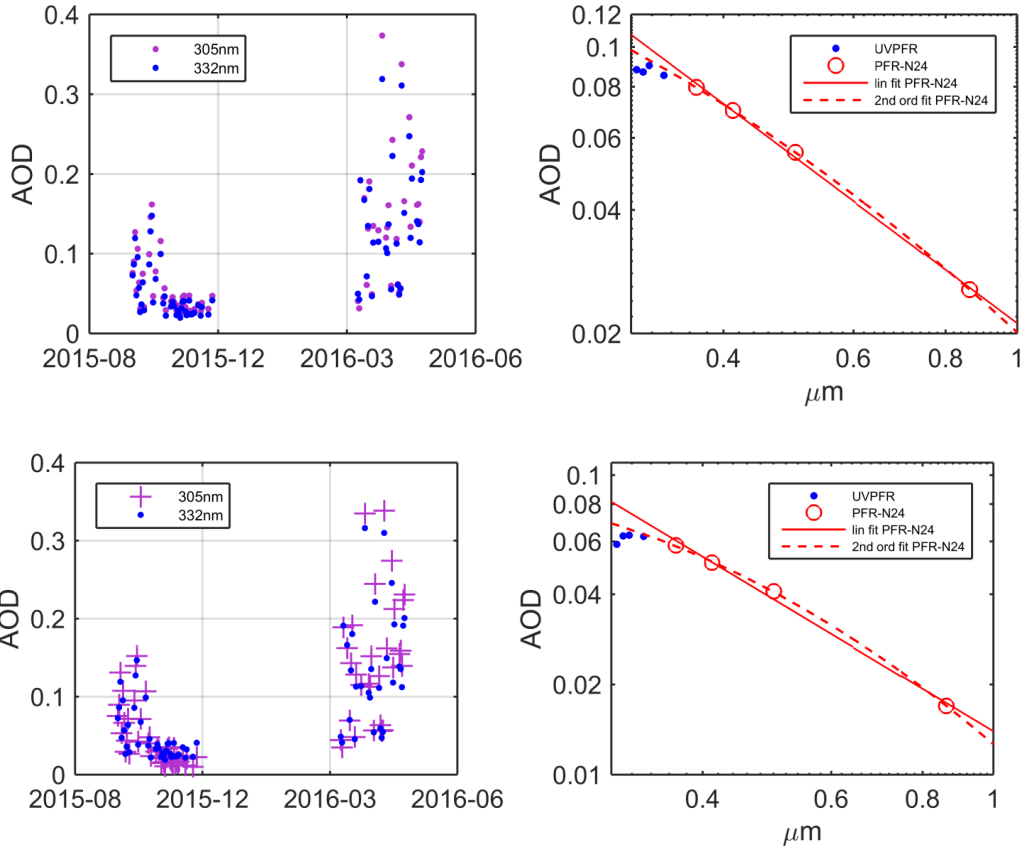 0.4
0.3
0.2
0.1
0
AOD
305nm
332nm
2015-08 2015-12 2016-03 2016-06
0.12
0.1
0.08
0.06
0.04
0.02
AOD
UVPFR
PFR-N24
lin fit PFR-N24
2nd ord fit PFR-N24
0.4 0.6 0.8 1
μm
0.4
0.3
0.2
0.1
0
AOD
305nm
332nm
2015-08 2015-12 2016-03 2016-06
0.1
0.08
0.06
0.04
0.02
0.01
AOD
UVPFR
PFR-N24
lin fit PFR-N24
2nd ord fit PFR-N24
0.4 0.6 0.8 1
μm